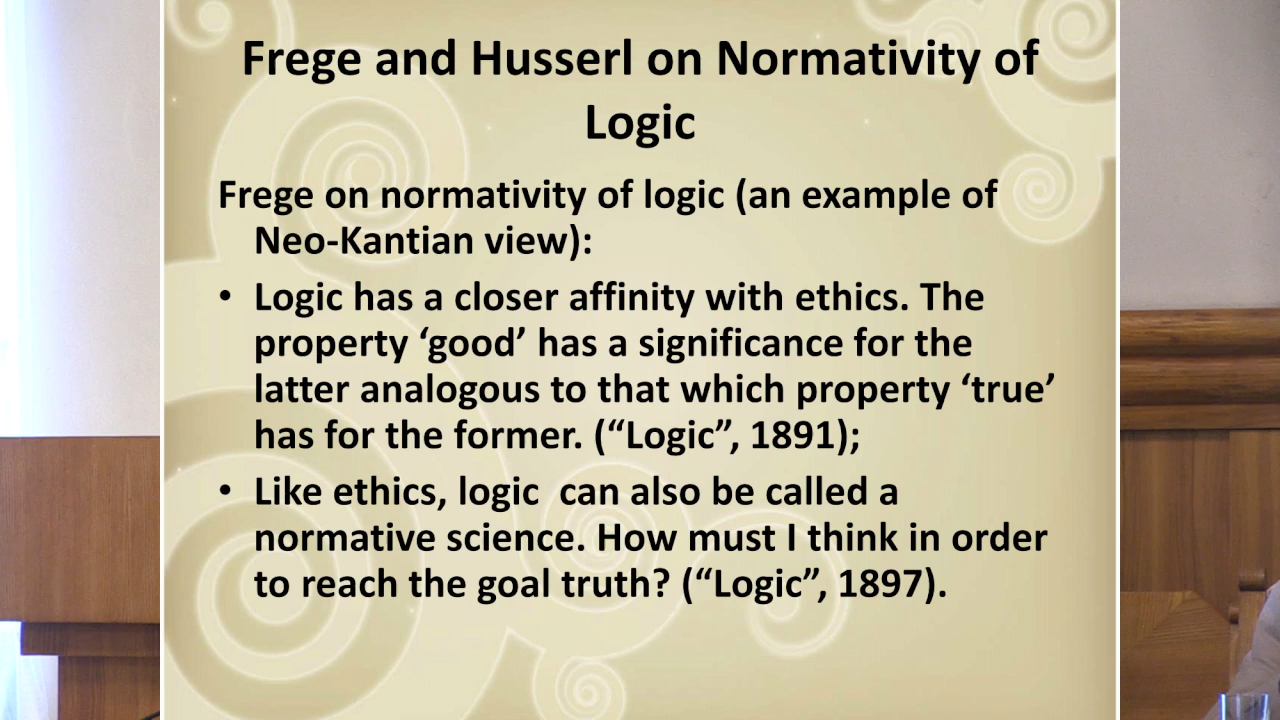 Frege and Husserl on Normativity of
Logic
Frege on normativity of logic (an example of
Neo-Kantian view):
• Logic has a closer affinity with ethics. The
property ‘good’ has a significance for the
latter analogous to that which property ‘true’
has for the former. (“Logic”, 1891);
• Like ethics, logic  can also be called a
normative science. How must I think in order
to reach the goal truth? (“Logic”, 1897).